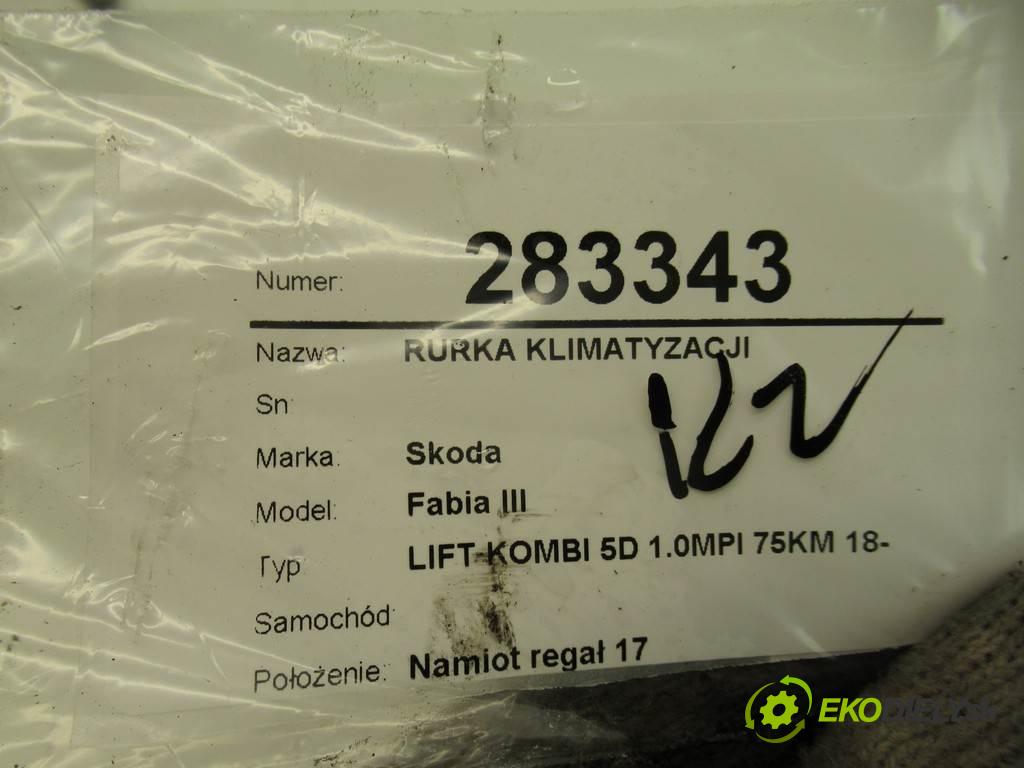 Numer: 283343
Nazwa: RURKA KLIMATYZACJI
Sn
Marka: Skoda
Model: Fabia III
Typ LIFT KOMBI 5D 1.0MPI 75KM 18-
Samochód
Położenie: Namiot regał 17
EKODIELY.SK